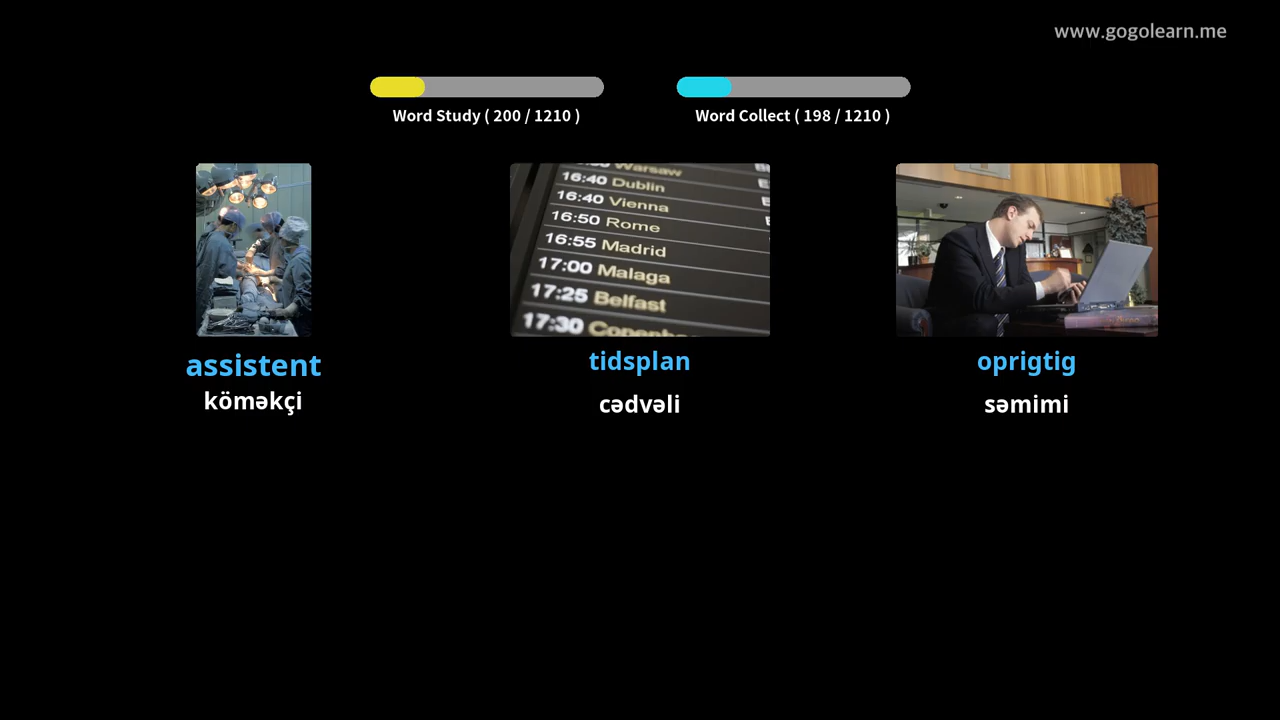 www.gogolearn.me
Word Study ( 200 / 1210 )
Word Collect ( 198 / 1210 )
Warsaw
16:40 Dublin
16:40 Vienna
16:50 Rome
16:55 Madrid
17:00 Malaga
17:25 Belfast
17:30
assistent
köməkçi
tidsplan
cədvəli
oprigtig
səmimi